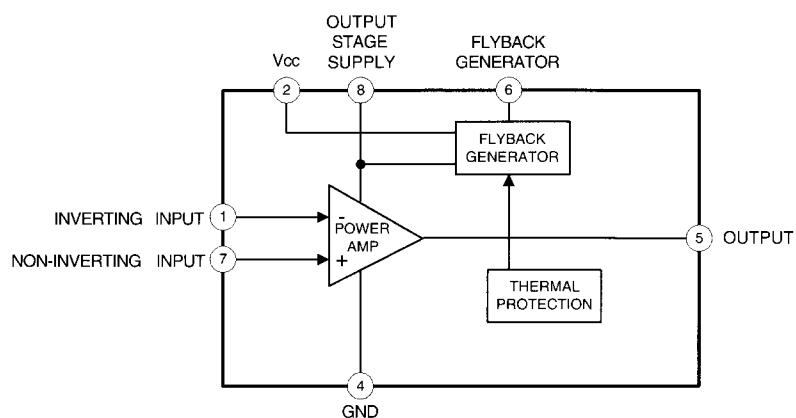 OUTPUT
STAGE
SUPPLY
FLYBACK
GENERATOR
Vcc
2
8
6
FLYBACK
GENERATOR
INVERTING INPUT
1
-
POWER
AMP
+
NON-INVERTING INPUT
7
5
OUTPUT
THERMAL
PROTECTION
4
GND